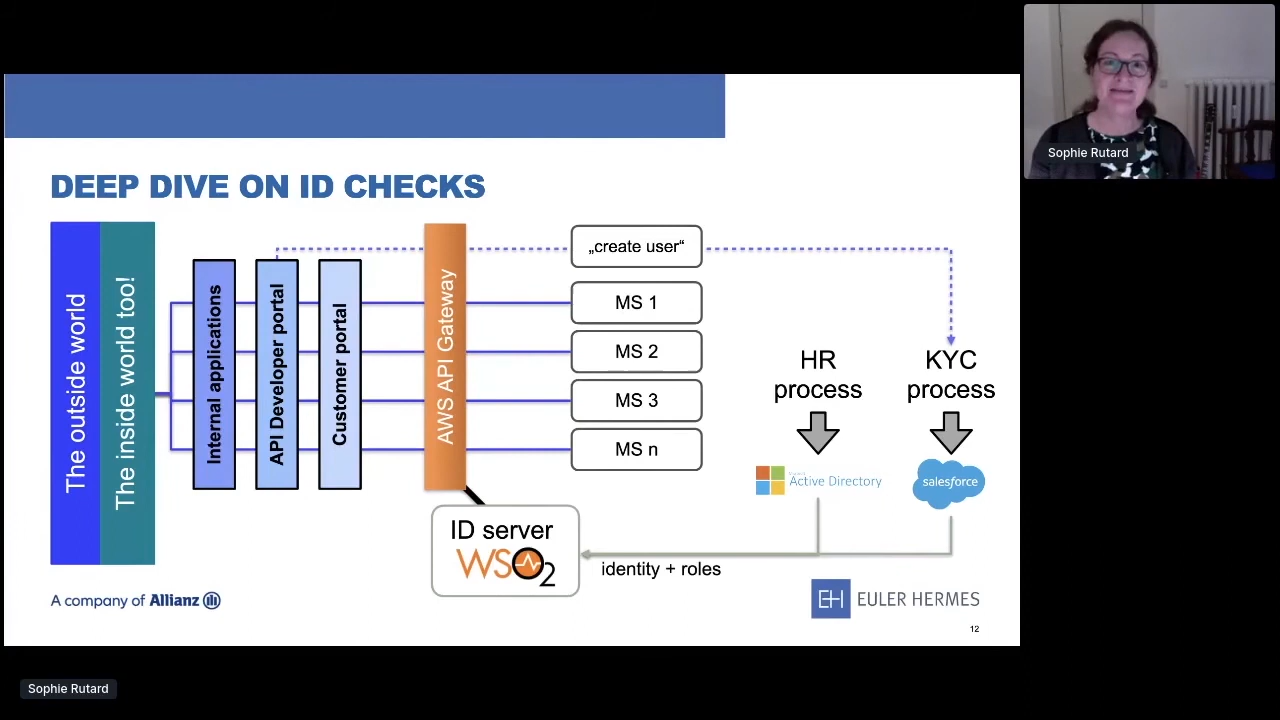 Sophie Rutard
DEEP DIVE ON ID CHECKS
The outside world
The inside world too!
Internal applications
API Developer portal
Customer portal
AWS API Gateway
„create user“
MS 1
MS 2
MS 3
MS n
HR
process
KYC
process
Active Directory
salesforce
ID server
WSO2
identity + roles
A company of Allianz
EH EULER HERMES
12
Sophie Rutard